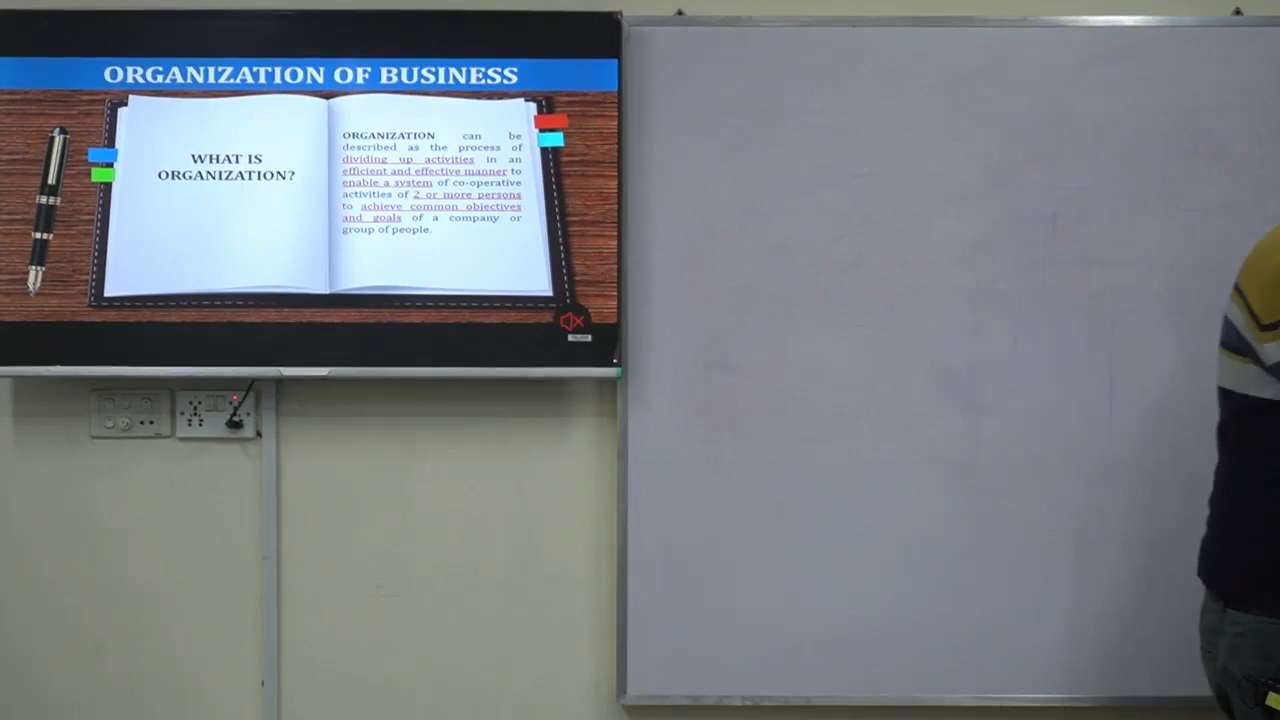 ORGANIZATION OF BUSINESS
WHAT IS
ORGANIZATION?
ORGANIZATION can be
described as the process of
dividing up activities in an
efficient and effective manner to
enable a system of co-operative
activities of 2 or more persons
to achieve common objectives
and goals of a company or
group of people.